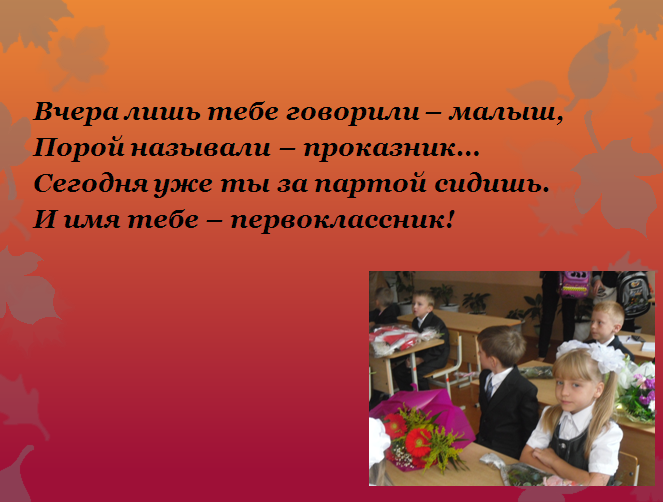 Вчера лишь тебе говорили – малыш,
Порой называли – проказник...
Сегодня уже ты за партой сидишь.
И имя тебе – первоклассник!